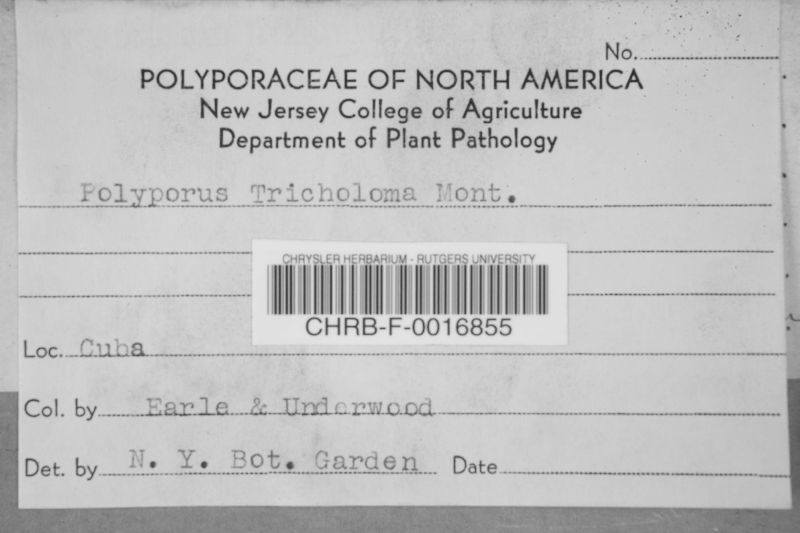 No.
POLYPORACEAE OF NORTH AMERICA
New Jersey College of Agriculture
Department of Plant Pathology
Polyporus Tricholoma Mont.
CHRYSLER HERBARIUM - RUTGERS UNIVERSITY
CHRB-F-0016855
Loc. Cuba
Col. by Earle & Underwood
Det. by N. Y. Bot. Garden Date